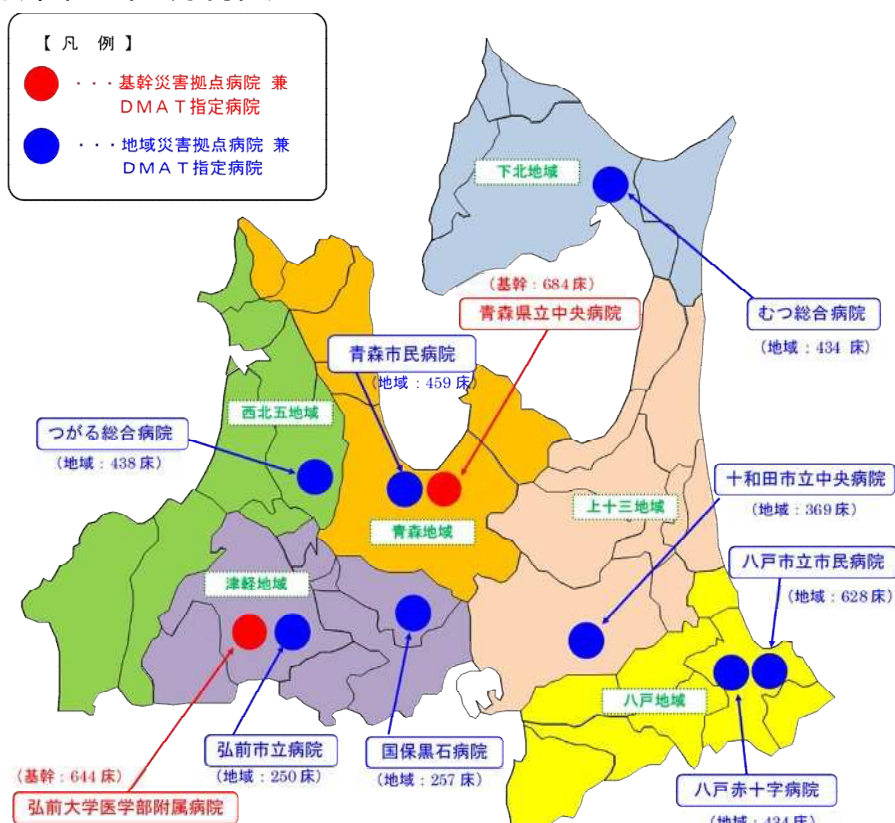 【凡 例】
・・・基幹災害拠点病院 兼
DMAT指定病院
・・・地域災害拠点病院 兼
DMAT指定病院
下北地域
(基幹：684床)
青森県立中央病院
むつ総合病院
(地域：434 床)
青森市民病院
(地域：459床)
西北五地域
つがる総合病院
(地域：438床)
十和田市立中央病院
(地域：369床)
上十三地域
青森地域
八戸市立市民病院
(地域：628床)
津軽地域
八戸地域
弘前市立病院
(地域：250床)
国保黒石病院
(地域：257床)
(基幹：644床)
弘前大学医学部附属病院
八戸赤十字病院